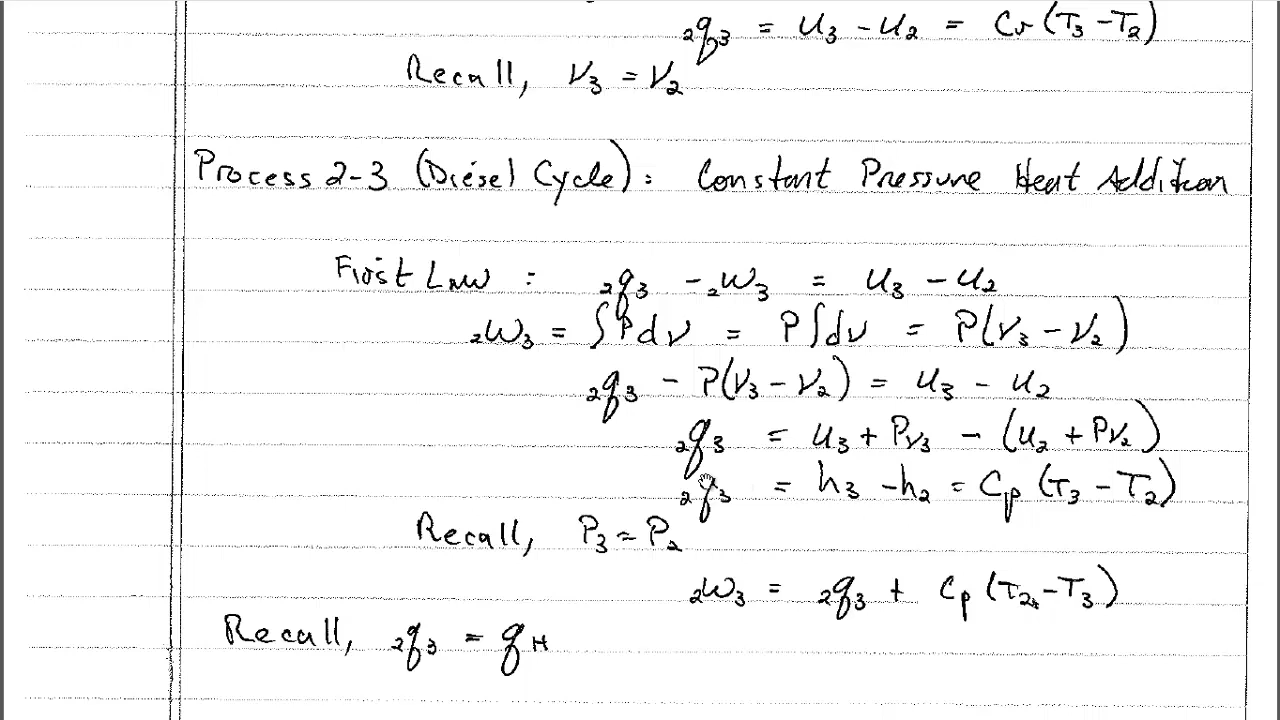 ₂q₃ = u₃ - u₂ = Cv (T₃ - T₂)
Recall, V₃ = V₂
Process 2-3 (Diesel Cycle): Constant Pressure Heat Addition
First Law : ₂q₃ - ₂w₃ = u₃ - u₂
₂w₃ = ∫Pdv = P∫dv = P(V₃ - V₂)
₂q₃ - P(V₃ - V₂) = u₃ - u₂
₂q₃ = u₃ + PV₃ - (u₂ + PV₂)
₂q₃ = h₃ - h₂ = Cp (T₃ - T₂)
Recall, P₃ = P₂
₂w₃ = ₂q₃ + Cp (T₂ - T₃)
Recall, ₂q₃ = qH